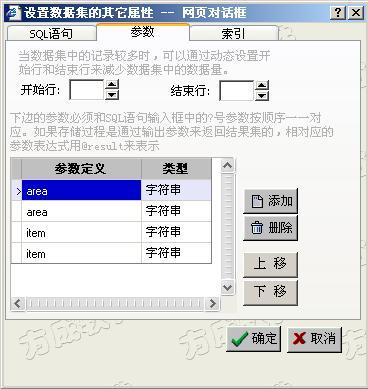 设置数据集的其它属性 -- 网页对话框
SQL语句 参数 索引
当数据集中的记录较多时，可以通过动态设置开
始行和结束行来减少数据集中的数据量。
开始行: 结束行:
下边的参数必须和SQL语句输入框中的?号参数按顺序一一对
应。如果存储过程是通过输出参数来返回结果集的，相对应的
参数表达式用@result来表示
参数定义 类型
area 字符串
area 字符串
item 字符串
item 字符串
添加
删除
上 移
下 移
确定 取消